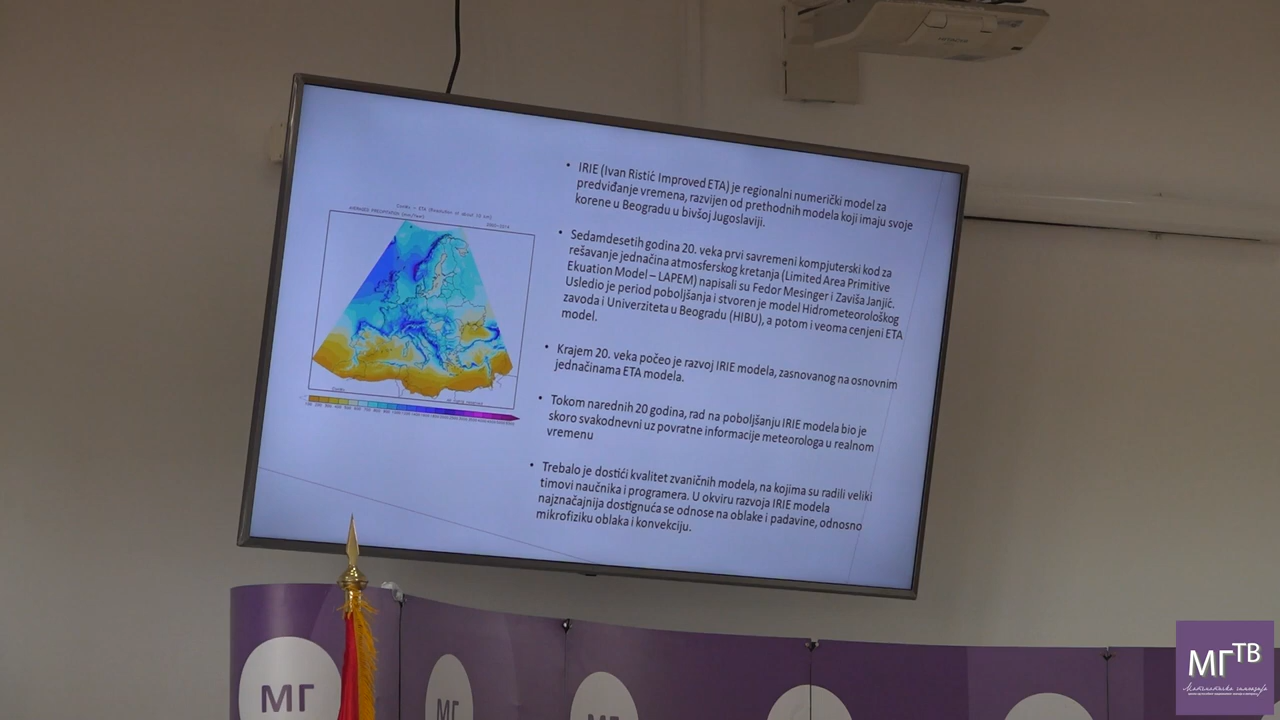 HITACHI
• IRIE (Ivan Ristić Improved ETA) je regionalni numerički model za
predviđanje vremena, razvijen od prethodnih modela koji imaju svoje
korene u Beogradu u bivšoj Jugoslaviji.
• Sedamdesetih godina 20. veka prvi savremeni kompjuterski kod za
rešavanje jednačina atmosferskog kretanja (Limited Area Primitive
Ekuation Model – LAPEM) napisali su Fedor Mesinger i Zaviša Janjić.
Usledio je period poboljšanja i stvoren je model Hidrometeorološkog
zavoda i Univerziteta u Beogradu (HIBU), a potom i veoma cenjeni ETA
model.
• Krajem 20. veka počeo je razvoj IRIE modela, zasnovanog na osnovnim
jednačinama ETA modela.
• Tokom narednih 20 godina, rad na poboljšanju IRIE modela bio je
skoro svakodnevni uz povratne informacije meteorologa u realnom
vremenu
• Trebalo je dostići kvalitet zvaničnih modela, na kojima su radili veliki
timovi naučnika i programera. U okviru razvoja IRIE modela
najznačajnija dostignuća se odnose na oblake i padavine, odnosno
mikrofiziku oblaka i konvekciju.
МГ
МГ
МГ
МГТВ
Математичка гимназија